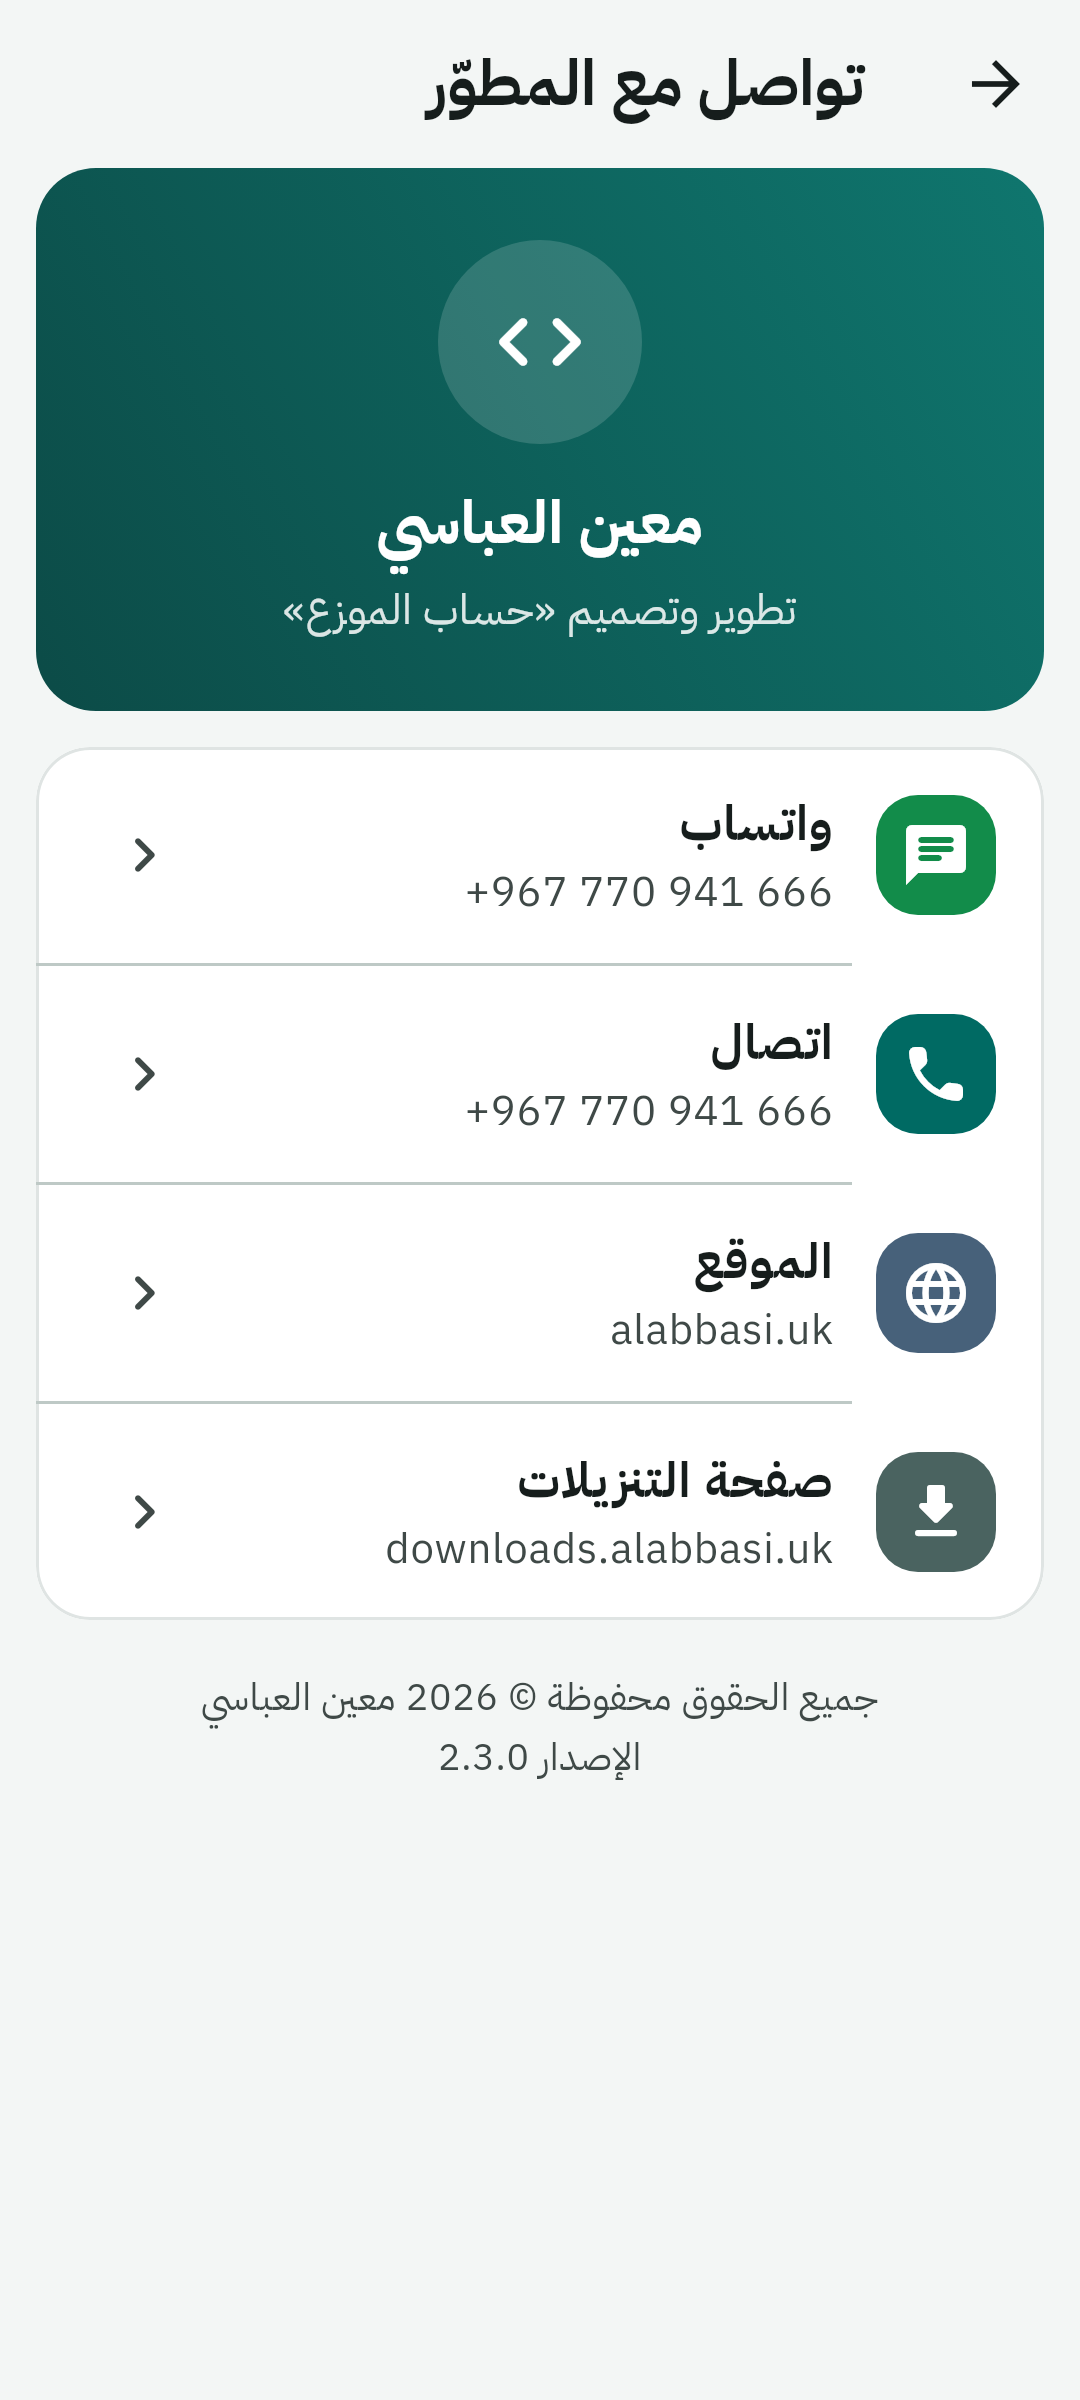 تواصل مع المطوّر
معين العباسي
تطوير وتصميم «حساب الموزع»
واتساب
+967 770 941 666
اتصال
+967 770 941 666
الموقع
alabbasi.uk
صفحة التنزيلات
downloads.alabbasi.uk
جميع الحقوق محفوظة © 2026 معين العباسي
الإصدار 2.3.0